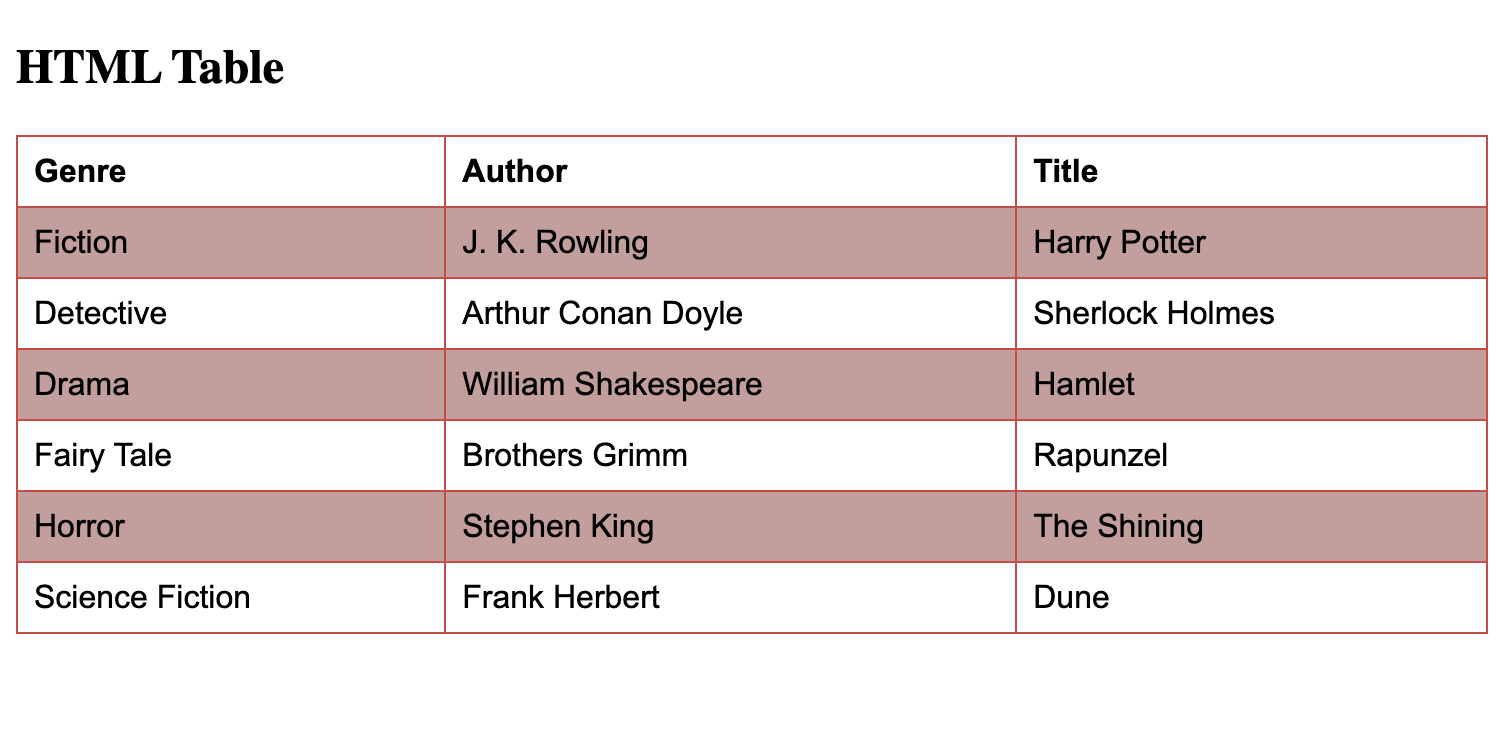 HTML Table
Genre Author Title
Fiction J. K. Rowling Harry Potter
Detective Arthur Conan Doyle Sherlock Holmes
Drama William Shakespeare Hamlet
Fairy Tale Brothers Grimm Rapunzel
Horror Stephen King The Shining
Science Fiction Frank Herbert Dune